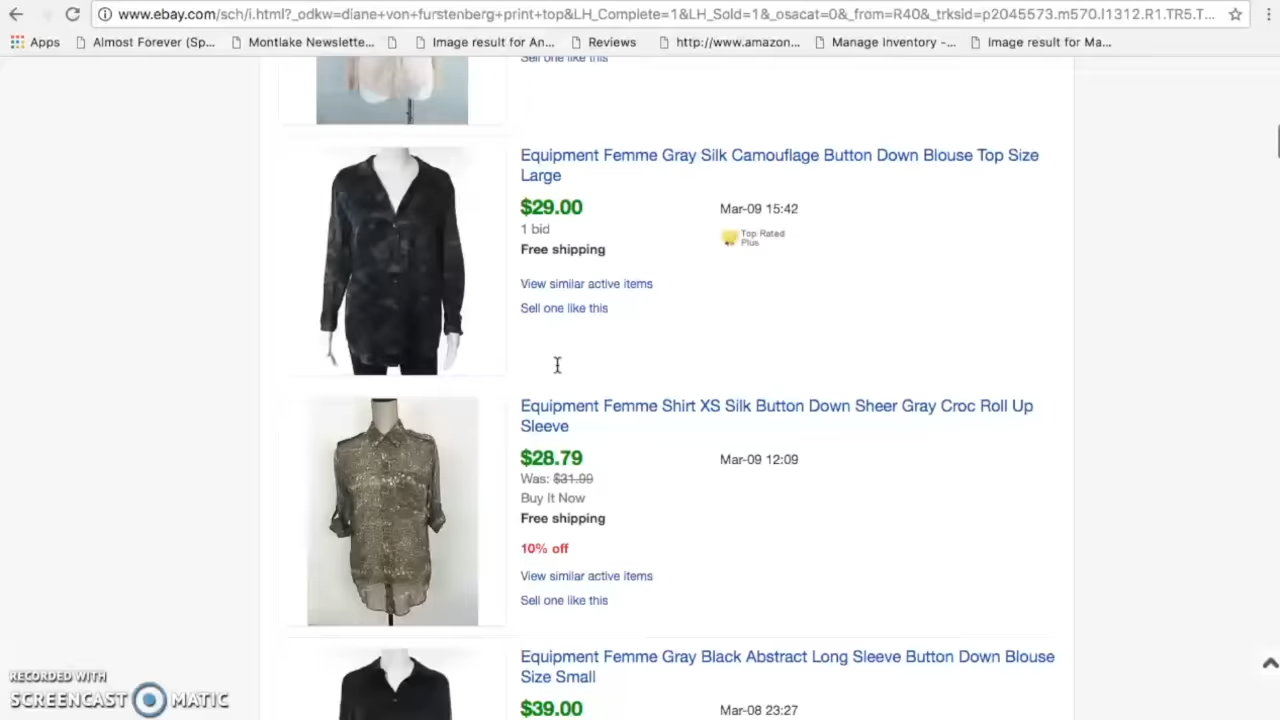 www.ebay.com/sch/i.html?_odkw=diane+von+furstenberg+print+top&LH_Complete=1&LH_Sold=1&_osacat=0&_from=R40&_trksid=p2045573.m570.l1312.R1.TR5.T...
Apps Almost Forever (Sp... Montlake Newslette... Image result for An... Reviews http://www.amazon... Manage Inventory -... Image result for Ma...
Sell one like this
Equipment Femme Gray Silk Camouflage Button Down Blouse Top Size
Large
$29.00 Mar-09 15:42
1 bid Top Rated
Plus
Free shipping
View similar active items
Sell one like this
Equipment Femme Shirt XS Silk Button Down Sheer Gray Croc Roll Up
Sleeve
$28.79 Mar-09 12:09
Was: $31.99
Buy It Now
Free shipping
10% off
View similar active items
Sell one like this
Equipment Femme Gray Black Abstract Long Sleeve Button Down Blouse
Size Small
$39.00 Mar-08 23:27
RECORDED WITH
SCREENCAST MATIC